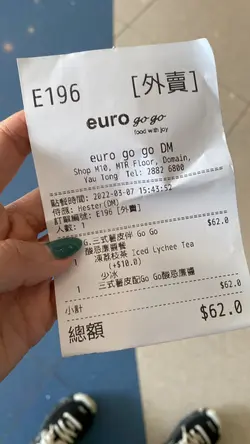 E196 [外賣]
euro go go
food with joy
euro go go DM
Shop M10, MTR Floor, Domain,
Yau Tong Tel: 2882 6800
點餐時間: 2022-03-07 15:43:52
侍應: Hester(DM)
訂單編號: E196 [外賣]
人數: 1
G.三式薯皮伴 Go Go $62.0
酸忌廉醬餐
1 凍荔枝茶 Iced Lychee Tea
(+$10.0)
少冰
1 三式薯皮配Go Go酸忌廉醬
小計 $62.0
總額 $62.0